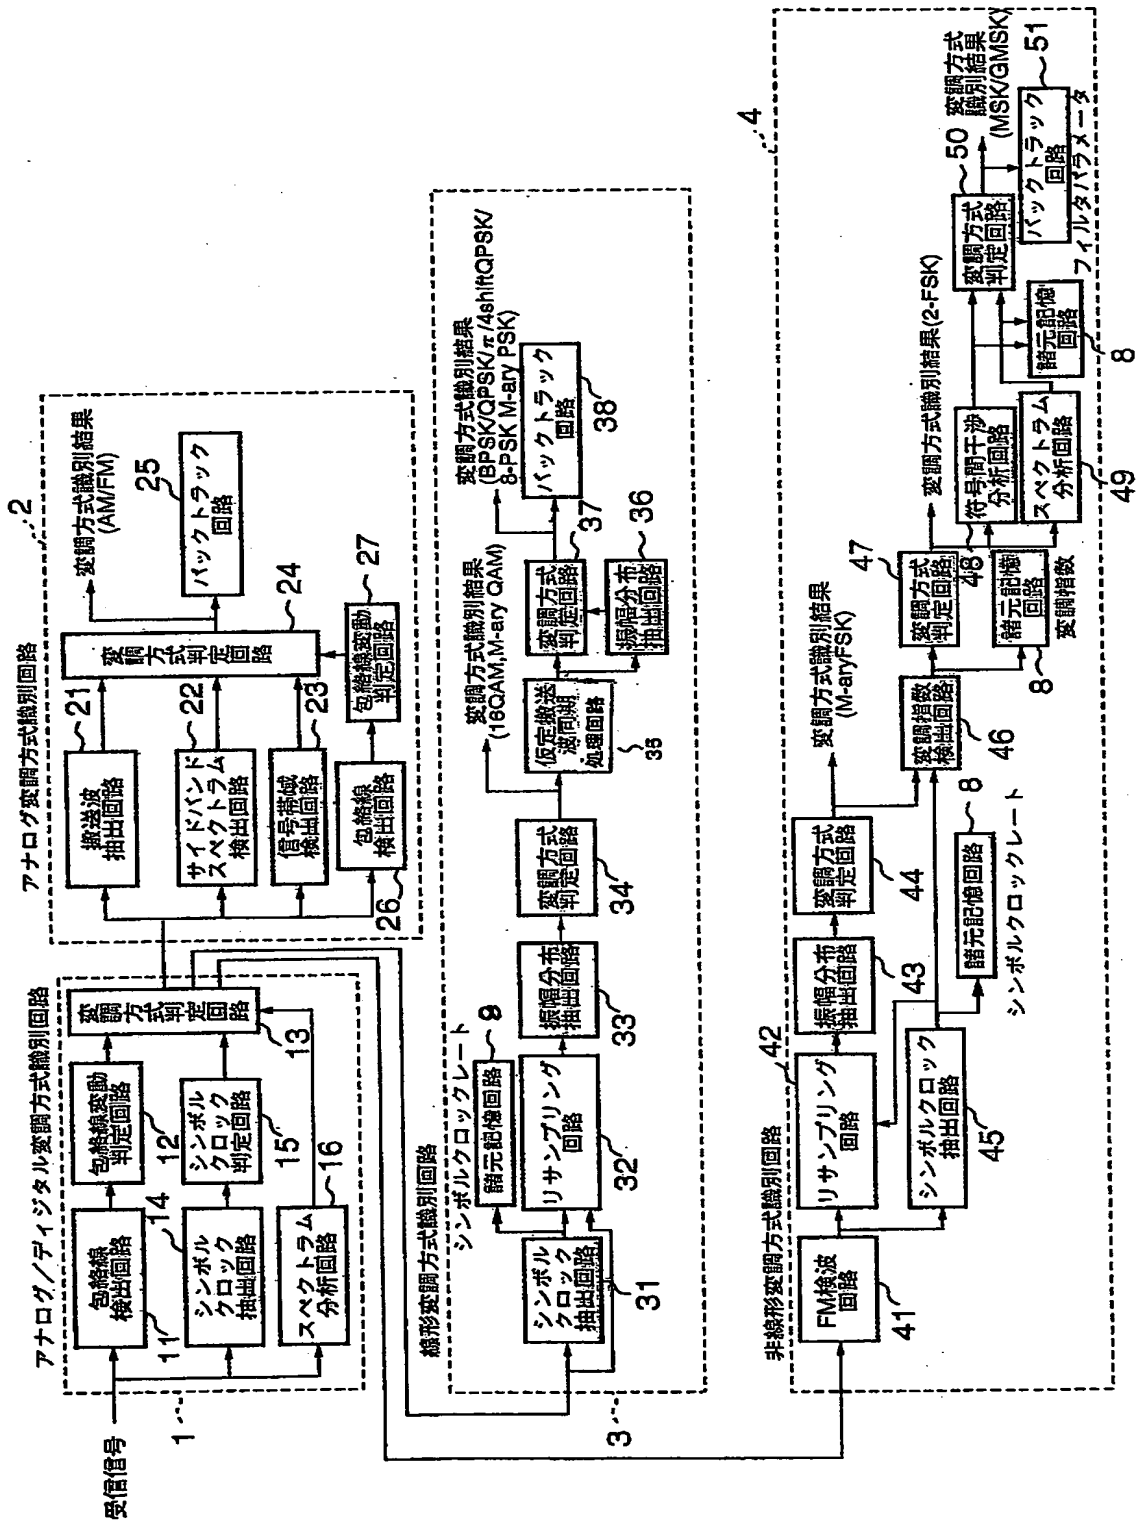 受信信号
アナログ／ディジタル変調方式識別回路
1
包絡線
検出回路
11
包絡線変動
判定回路
12
変調方式判定回路
13
シンボル
クロック
抽出回路
14
シンボル
クロック
判定回路
15
スペクトラム
分析回路
16
アナログ変調方式識別回路
2
搬送波
抽出回路
21
サイドバンド
スペクトラム
検出回路
22
信号帯域
検出回路
23
包絡線
検出回路
26
包絡線変動
判定回路
27
変調方式判定回路
24
変調方式識別結果
(AM/FM)
バックトラック
回路
25
線形変調方式識別回路
3
シンボルクロックレート
諸元記憶回路
9
シンボル
クロック
抽出回路
31
リサンプリング
回路
32
振幅分布
抽出回路
33
変調方式
判定回路
34
変調方式識別結果
(16QAM,M-ary QAM)
仮定搬送
波同期
処理回路
35
変調方式
判定回路
37
振幅分布
抽出回路
36
変調方式識別結果
(BPSK/QPSK/π/4shiftQPSK/
8-PSK M-ary PSK)
バックトラック
回路
38
非線形変調方式識別回路
4
FM検波
回路
41
リサンプリング
回路
42
振幅分布
抽出回路
43
変調方式
判定回路
44
シンボルクロック
抽出回路
45
諸元記憶回路
8
シンボルクロックレート
変調方式識別結果
(M-aryFSK)
変調指数
検出回路
46
変調方式
判定回路
47
諸元記憶
回路
8
変調指数
変調方式識別結果(2-FSK)
符号間干渉
分析回路
48
スペクトラム
分析回路
49
諸元記憶
回路
8
フィルタパラメータ
変調方式
判定回路
50
変調方式
識別結果
(MSK/GMSK)
バックトラック
回路
51